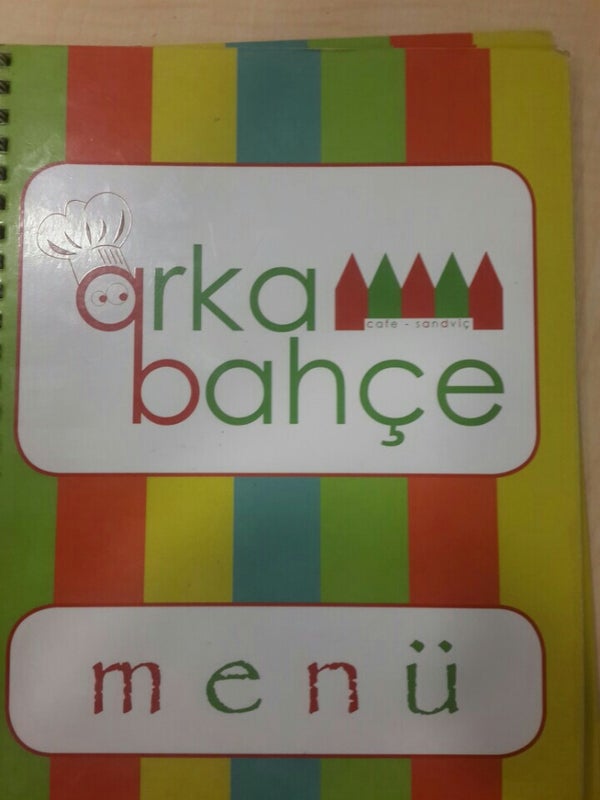 arka
cafe - sandviç
bahçe
menü